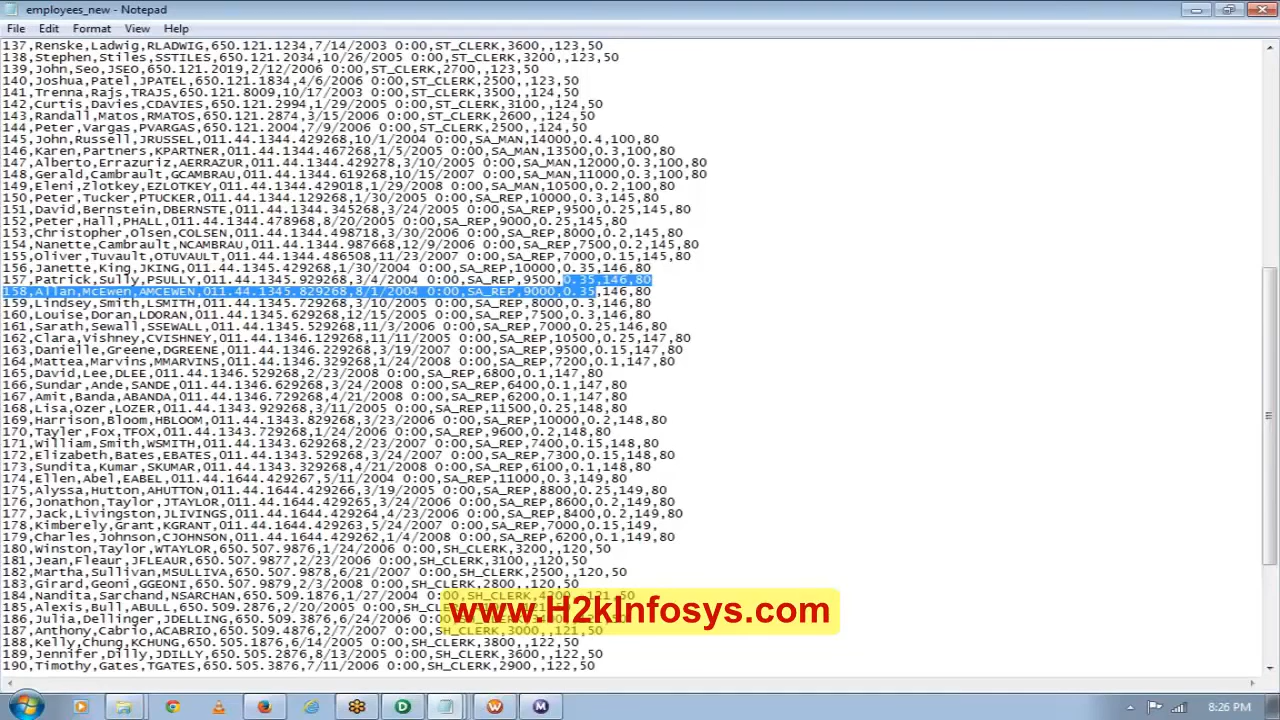 employees_new - Notepad
File Edit Format View Help
137,Renske,Ladwig,RLADWIG,650.121.1234,7/14/2003 0:00,ST_CLERK,3600,,123,50
138,Stephen,Stiles,SSTILES,650.121.2034,10/26/2005 0:00,ST_CLERK,3200,,123,50
139,John,Seo,JSEO,650.121.2019,2/12/2006 0:00,ST_CLERK,2700,,123,50
140,Joshua,Patel,JPATEL,650.121.1834,4/6/2006 0:00,ST_CLERK,2500,,123,50
141,Trenna,Rajs,TRAJS,650.121.8009,10/17/2003 0:00,ST_CLERK,3500,,124,50
142,Curtis,Davies,CDAVIES,650.121.2994,1/29/2005 0:00,ST_CLERK,3100,,124,50
143,Randall,Matos,RMATOS,650.121.2874,3/15/2006 0:00,ST_CLERK,2600,,124,50
144,Peter,Vargas,PVARGAS,650.121.2004,7/9/2006 0:00,ST_CLERK,2500,,124,50
145,John,Russell,JRUSSEL,011.44.1344.429268,10/1/2004 0:00,SA_MAN,14000,0.4,100,80
146,Karen,Partners,KPARTNER,011.44.1344.467268,1/5/2005 0:00,SA_MAN,13500,0.3,100,80
147,Alberto,Errazuriz,AERRAZUR,011.44.1344.429278,3/10/2005 0:00,SA_MAN,12000,0.3,100,80
148,Gerald,Cambrault,GCAMBRAU,011.44.1344.619268,10/15/2007 0:00,SA_MAN,11000,0.3,100,80
149,Eleni,Zlotkey,EZLOTKEY,011.44.1344.429018,1/29/2008 0:00,SA_MAN,10500,0.2,100,80
150,Peter,Tucker,PTUCKER,011.44.1344.129268,1/30/2005 0:00,SA_REP,10000,0.3,145,80
151,David,Bernstein,DBERNSTE,011.44.1344.345268,3/24/2005 0:00,SA_REP,9500,0.25,145,80
152,Peter,Hall,PHALL,011.44.1344.478968,8/20/2005 0:00,SA_REP,9000,0.25,145,80
153,Christopher,Olsen,COLSEN,011.44.1344.498718,3/30/2006 0:00,SA_REP,8000,0.2,145,80
154,Nanette,Cambrault,NCAMBRAU,011.44.1344.987668,12/9/2006 0:00,SA_REP,7500,0.2,145,80
155,Oliver,Tuvault,OTUVAULT,011.44.1344.486508,11/23/2007 0:00,SA_REP,7000,0.15,145,80
156,Janette,King,JKING,011.44.1345.429268,1/30/2004 0:00,SA_REP,10000,0.35,146,80
157,Patrick,Sully,PSULLY,011.44.1345.929268,3/4/2004 0:00,SA_REP,9500,0.35,146,80
158,Allan,McEwen,AMCEWEN,011.44.1345.829268,8/1/2004 0:00,SA_REP,9000,0.35,146,80
159,Lindsey,Smith,LSMITH,011.44.1345.729268,3/10/2005 0:00,SA_REP,8000,0.3,146,80
160,Louise,Doran,LDORAN,011.44.1345.629268,12/15/2005 0:00,SA_REP,7500,0.3,146,80
161,Sarath,Sewall,SSEWALL,011.44.1345.529268,11/3/2006 0:00,SA_REP,7000,0.25,146,80
162,Clara,Vishney,CVISHNEY,011.44.1346.129268,11/11/2005 0:00,SA_REP,10500,0.25,147,80
163,Danielle,Greene,DGREENE,011.44.1346.229268,3/19/2007 0:00,SA_REP,9500,0.15,147,80
164,Mattea,Marvins,MMARVINS,011.44.1346.329268,1/24/2008 0:00,SA_REP,7200,0.1,147,80
165,David,Lee,DLEE,011.44.1346.529268,2/23/2008 0:00,SA_REP,6800,0.1,147,80
166,Sundar,Ande,SANDE,011.44.1346.629268,3/24/2008 0:00,SA_REP,6400,0.1,147,80
167,Amit,Banda,ABANDA,011.44.1346.729268,4/21/2008 0:00,SA_REP,6200,0.1,147,80
168,Lisa,Ozer,LOZER,011.44.1343.929268,3/11/2005 0:00,SA_REP,11500,0.25,148,80
169,Harrison,Bloom,HBLOOM,011.44.1343.829268,3/23/2006 0:00,SA_REP,10000,0.2,148,80
170,Tayler,Fox,TFOX,011.44.1343.729268,1/24/2006 0:00,SA_REP,9600,0.2,148,80
171,William,Smith,WSMITH,011.44.1343.629268,2/23/2007 0:00,SA_REP,7400,0.15,148,80
172,Elizabeth,Bates,EBATES,011.44.1343.529268,3/24/2007 0:00,SA_REP,7300,0.15,148,80
173,Sundita,Kumar,SKUMAR,011.44.1343.329268,4/21/2008 0:00,SA_REP,6100,0.1,148,80
174,Ellen,Abel,EABEL,011.44.1644.429267,5/11/2004 0:00,SA_REP,11000,0.3,149,80
175,Alyssa,Hutton,AHUTTON,011.44.1644.429266,3/19/2005 0:00,SA_REP,8800,0.25,149,80
176,Jonathon,Taylor,JTAYLOR,011.44.1644.429265,3/24/2006 0:00,SA_REP,8600,0.2,149,80
177,Jack,Livingston,JLIVINGS,011.44.1644.429264,4/23/2006 0:00,SA_REP,8400,0.2,149,80
178,Kimberely,Grant,KGRANT,011.44.1644.429263,5/24/2007 0:00,SA_REP,7000,0.15,149,
179,Charles,Johnson,CJOHNSON,011.44.1644.429262,1/4/2008 0:00,SA_REP,6200,0.1,149,80
180,Winston,Taylor,WTAYLOR,650.507.9876,1/24/2006 0:00,SH_CLERK,3200,,120,50
181,Jean,Fleaur,JFLEAUR,650.507.9877,2/23/2006 0:00,SH_CLERK,3100,,120,50
182,Martha,Sullivan,MSULLIVA,650.507.9878,6/21/2007 0:00,SH_CLERK,2500,,120,50
183,Girard,Geoni,GGEONI,650.507.9879,2/3/2008 0:00,SH_CLERK,2800,,120,50
184,Nandita,Sarchand,NSARCHAN,650.509.1876,1/27/2004 0:00,SH_CLERK,4200,,121,50
185,Alexis,Bull,ABULL,650.509.2876,2/20/2005 0:00,SH_CLERK
186,Julia,Dellinger,JDELLING,650.509.3876,6/24/2006 0:00,SH_CLERK
187,Anthony,Cabrio,ACABRIO,650.509.4876,2/7/2007 0:00,SH_CLERK,3000,,121,50
188,Kelly,Chung,KCHUNG,650.505.1876,6/14/2005 0:00,SH_CLERK,3800,,122,50
189,Jennifer,Dilly,JDILLY,650.505.2876,8/13/2005 0:00,SH_CLERK,3600,,122,50
190,Timothy,Gates,TGATES,650.505.3876,7/11/2006 0:00,SH_CLERK,2900,,122,50
www.H2kInfosys.com
8:26 PM